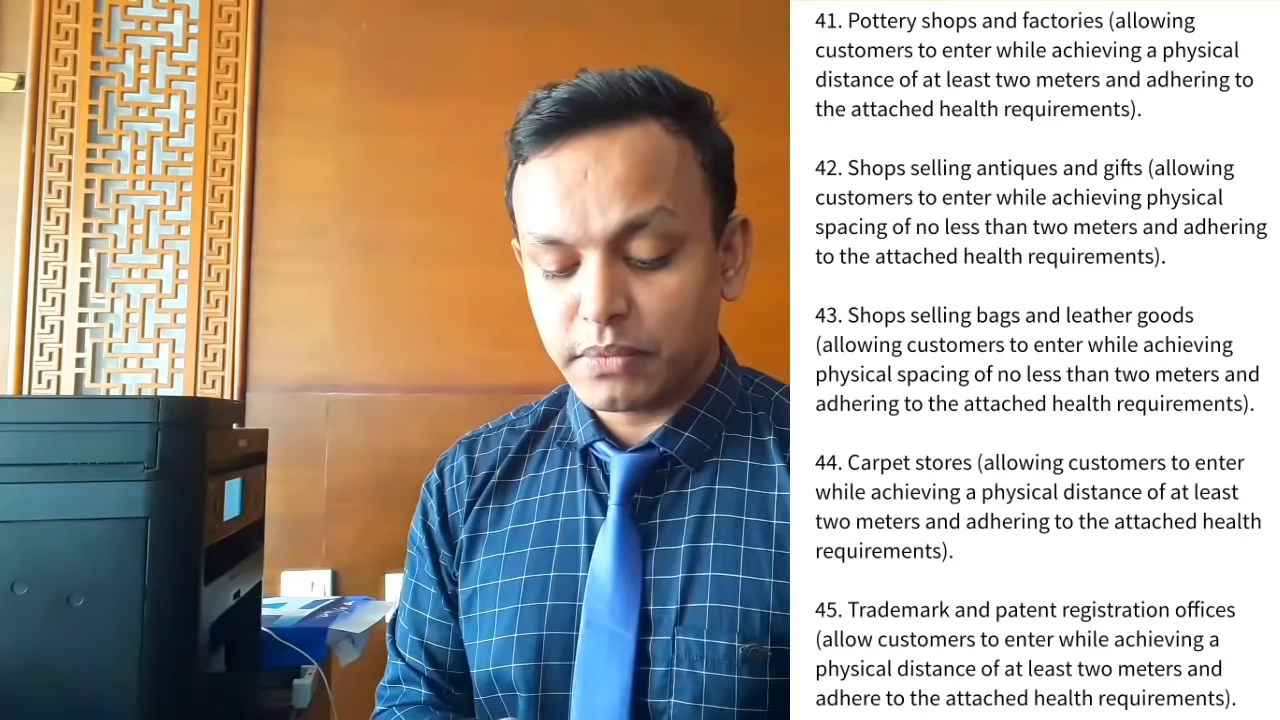 41. Pottery shops and factories (allowing
customers to enter while achieving a physical
distance of at least two meters and adhering to
the attached health requirements).
42. Shops selling antiques and gifts (allowing
customers to enter while achieving physical
spacing of no less than two meters and adhering
to the attached health requirements).
43. Shops selling bags and leather goods
(allowing customers to enter while achieving
physical spacing of no less than two meters and
adhering to the attached health requirements).
44. Carpet stores (allowing customers to enter
while achieving a physical distance of at least
two meters and adhering to the attached health
requirements).
45. Trademark and patent registration offices
(allow customers to enter while achieving a
physical distance of at least two meters and
adhere to the attached health requirements).